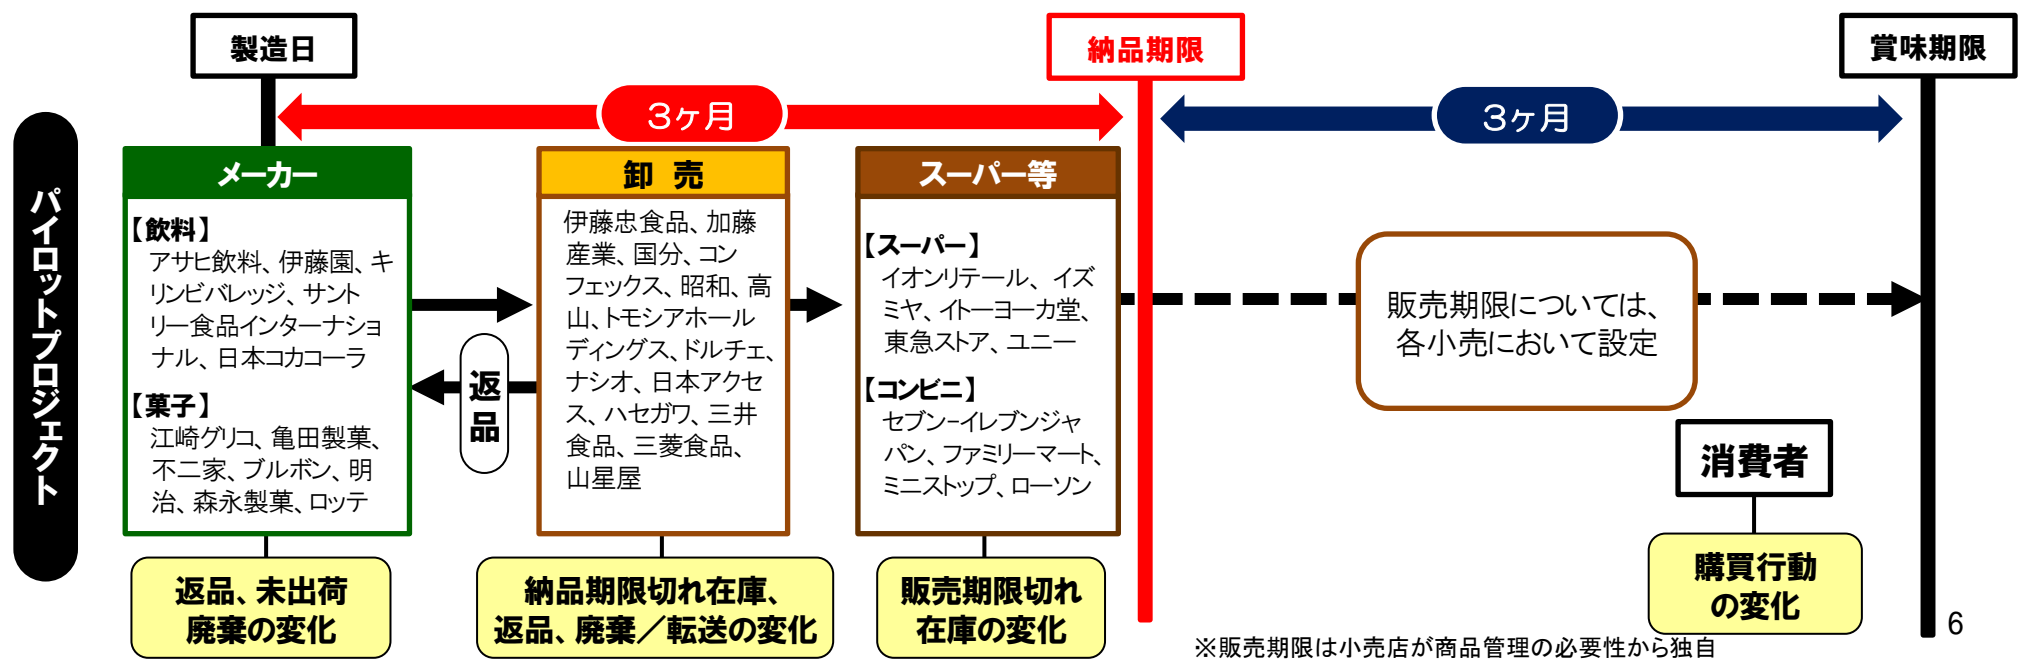 製造日
納品期限
賞味期限
3ヶ月
3ヶ月
パイロットプロジェクト
メーカー
【飲料】
アサヒ飲料、伊藤園、キ
リンビバレッジ、サント
リー食品インターナショ
ナル、日本コカコーラ
【菓子】
江崎グリコ、亀田製菓、
不二家、ブルボン、明
治、森永製菓、ロッテ
返品
卸 売
伊藤忠食品、加藤
産業、国分、コン
フェックス、昭和、高
山、トモシアホール
ディングス、ドルチェ、
ナシオ、日本アクセ
ス、ハセガワ、三井
食品、三菱食品、
山星屋
スーパー等
【スーパー】
イオンリテール、イズ
ミヤ、イトーヨーカ堂、
東急ストア、ユニー
【コンビニ】
セブン-イレブンジャ
パン、ファミリーマート、
ミニストップ、ローソン
販売期限については、
各小売において設定
消費者
返品、未出荷
廃棄の変化
納品期限切れ在庫、
返品、廃棄／転送の変化
販売期限切れ
在庫の変化
購買行動
の変化
※販売期限は小売店が商品管理の必要性から独自
6